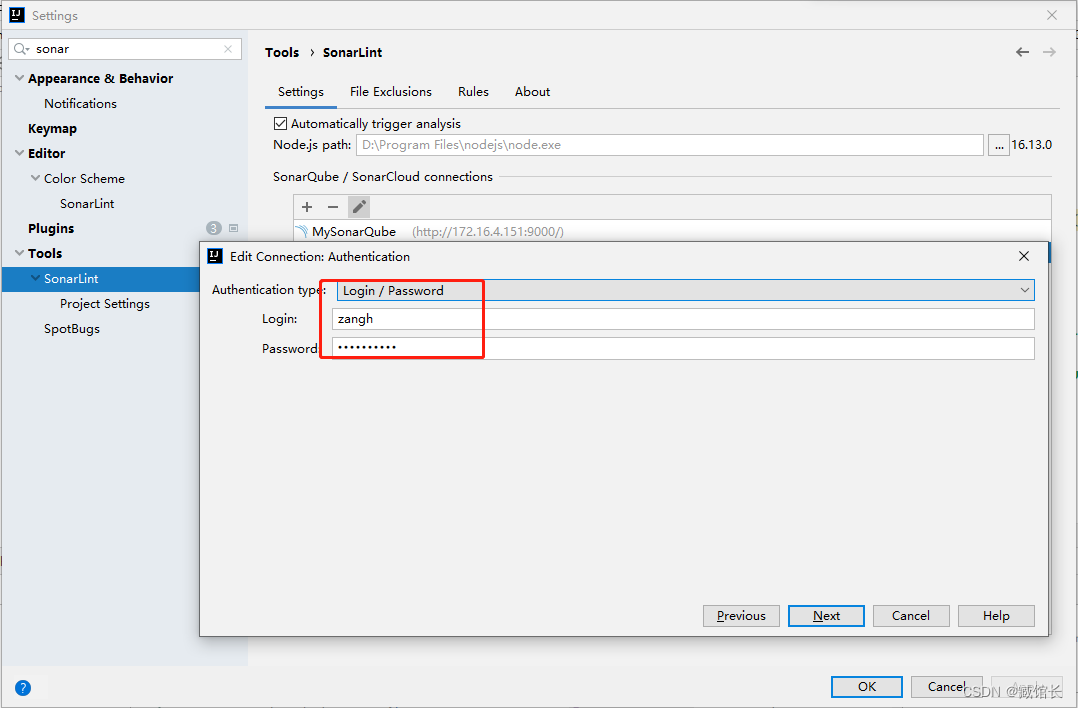 Settings
sonar
Appearance & Behavior
Notifications
Keymap
Editor
Color Scheme
SonarLint
Plugins 3
Tools
SonarLint
Project Settings
SpotBugs
Tools › SonarLint
Settings File Exclusions Rules About
Automatically trigger analysis
Node.js path: D:\Program Files\nodejs\node.exe ... 16.13.0
SonarQube / SonarCloud connections
MySonarQube (http://172.16.4.151:9000/)
Edit Connection: Authentication
Authentication type: Login / Password
Login: zangh
Password: ••••••••••
Previous Next Cancel Help
? OK Cancel
CSDN @臧馆长